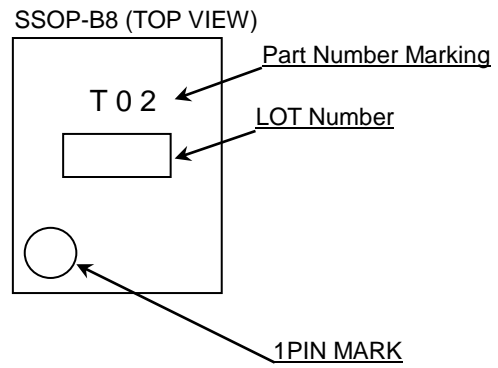 SSOP-B8 (TOP VIEW)
Part Number Marking
T 0 2
LOT Number
1PIN MARK